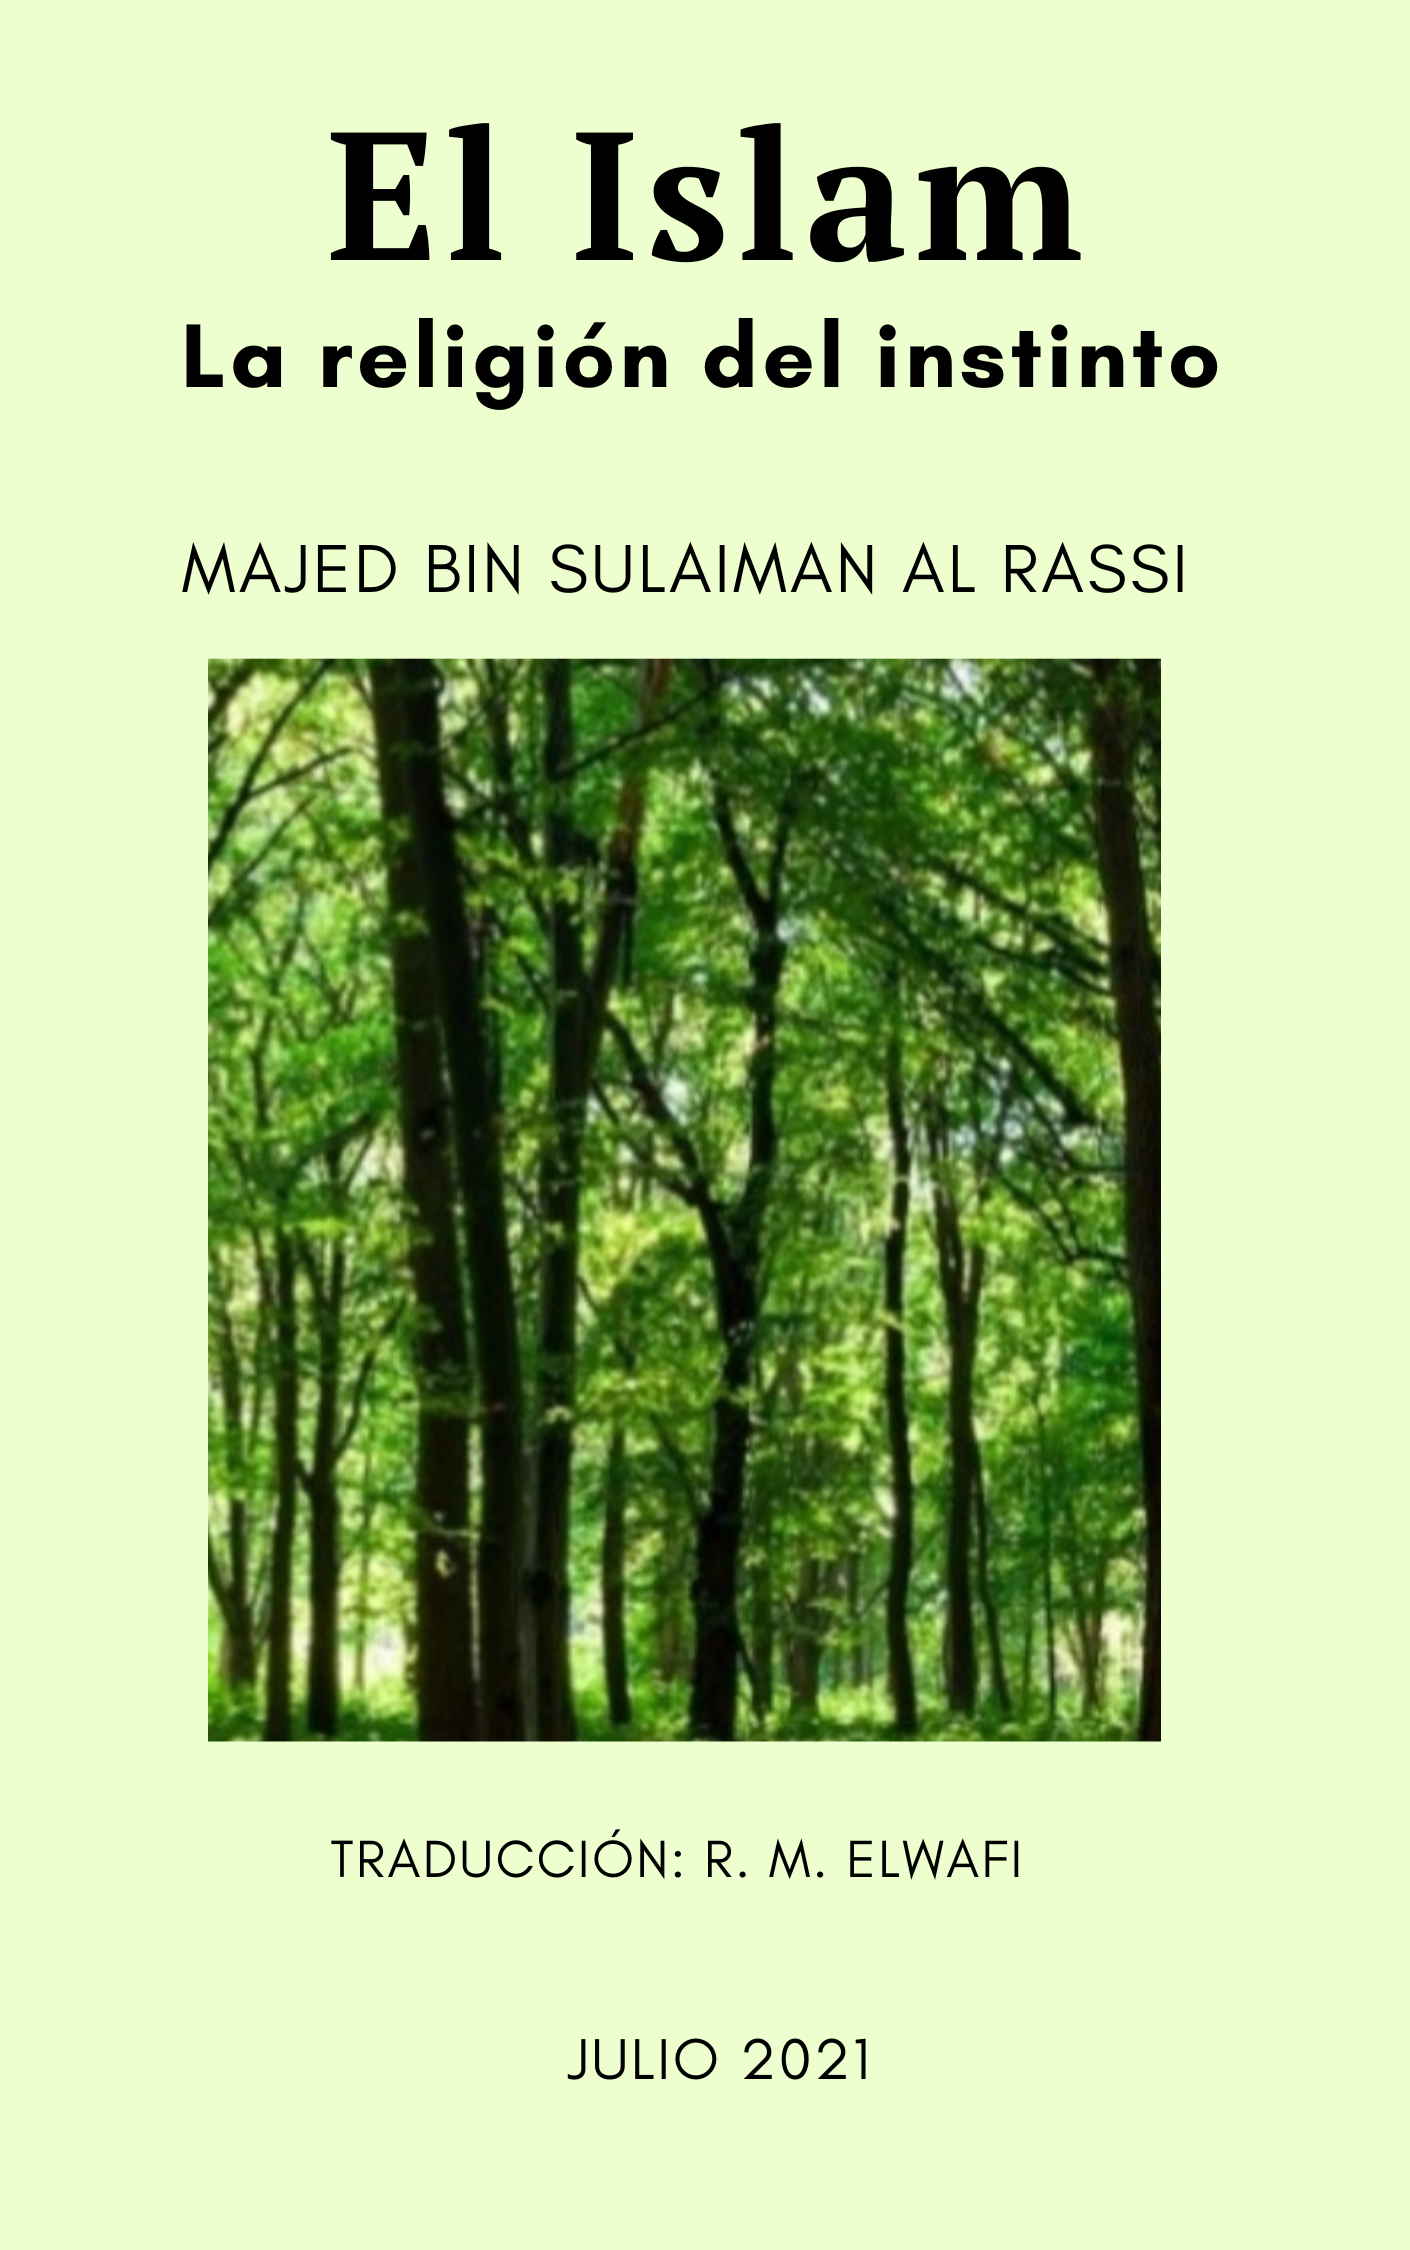 El Islam
La religión del instinto
MAJED BIN SULAIMAN AL RASSI
TRADUCCIÓN: R. M. ELWAFI
JULIO 2021